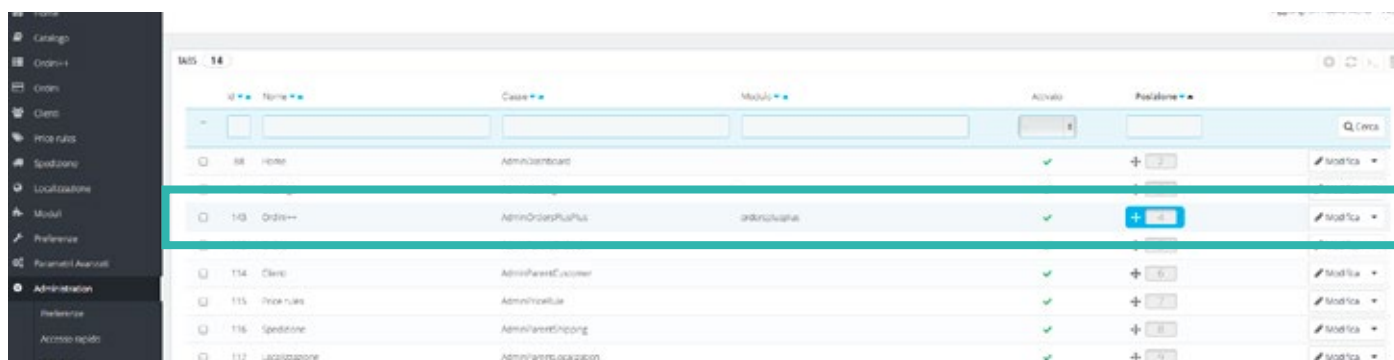 Home
Catalogo
Ordini++
Ordini
Clienti
Price rules
Spedizione
Localizzazione
Moduli
Preferenze
Parametri Avanzati
Administration
Preferenze
Accesso rapido
TABS 14
Id Nome Classe Modulo Attivato Posizione
Cerca
Home AdminDashboard 2 Modifica
143 Ordini++ AdminOrdersPlusPlus ordersplusplus 4 Modifica
114 Clienti AdminParentCustomer 6 Modifica
115 Price rules AdminPriceRule 7 Modifica
116 Spedizione AdminParentShipping 8 Modifica
117 Localizzazione AdminParentLocalization 9 Modifica